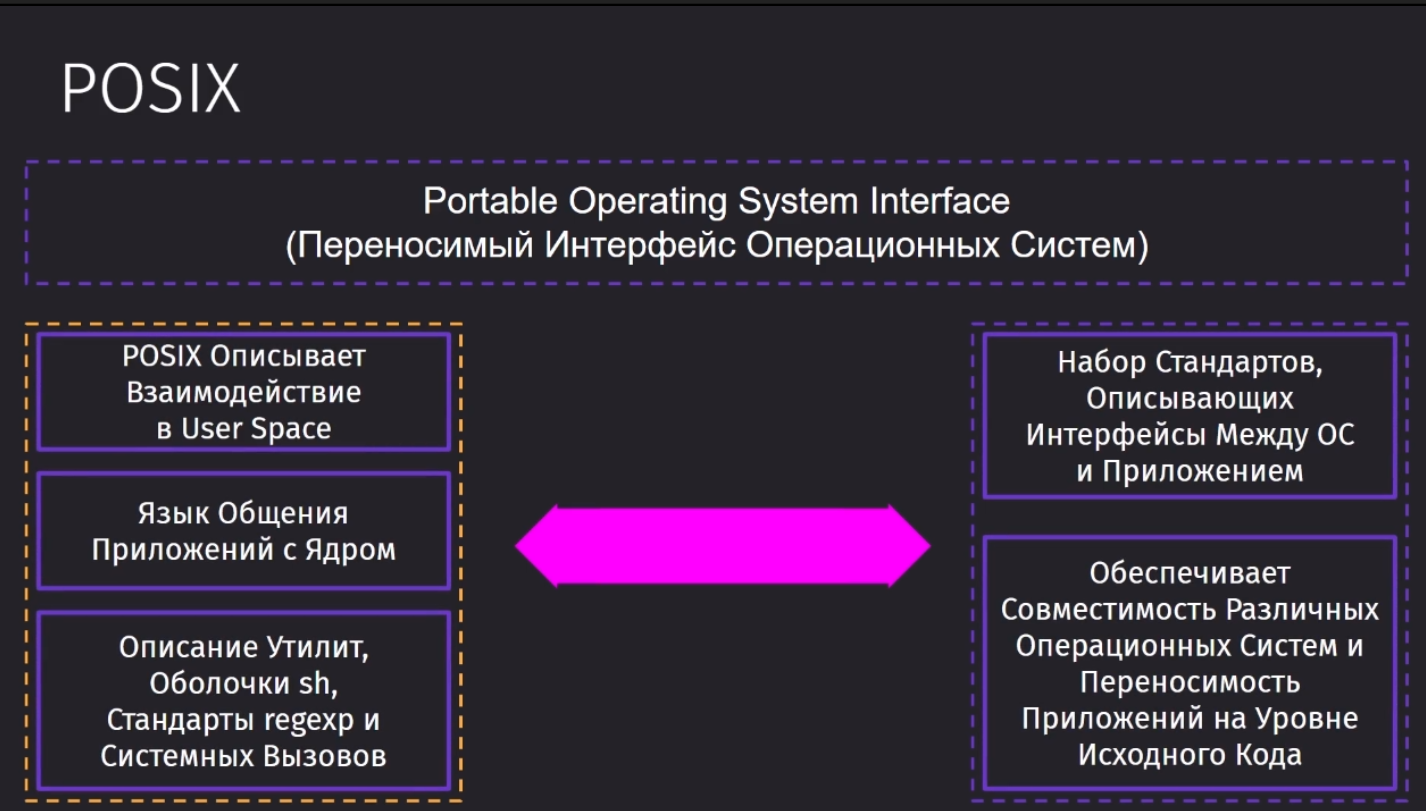 POSIX
Portable Operating System Interface
(Переносимый Интерфейс Операционных Систем)
POSIX Описывает
Взаимодействие
в User Space
Язык Общения
Приложений с Ядром
Описание Утилит,
Оболочки sh,
Стандарты regexp и
Системных Вызовов
Набор Стандартов,
Описывающих
Интерфейсы Между ОС
и Приложением
Обеспечивает
Совместимость Различных
Операционных Систем и
Переносимость
Приложений на Уровне
Исходного Кода